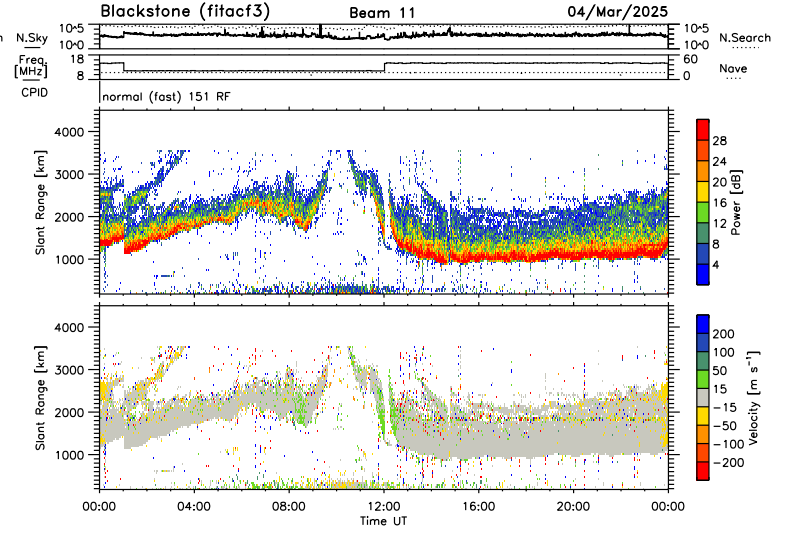 Blackstone (fitacf3) Beam 11 04/Mar/2025
N.Sky 10^5 10^0 10^5 10^0 N.Search
Freq. [MHz] 18 8 60 0 Nave
CPID normal (fast) 151 RF
Slant Range [km]
4000
3000
2000
1000
28
24
20
16
12
8
4
Power [dB]
Slant Range [km]
4000
3000
2000
1000
200
100
50
15
-15
-50
-100
-200
Velocity [m s⁻¹]
00:00 04:00 08:00 12:00 16:00 20:00 00:00
Time UT